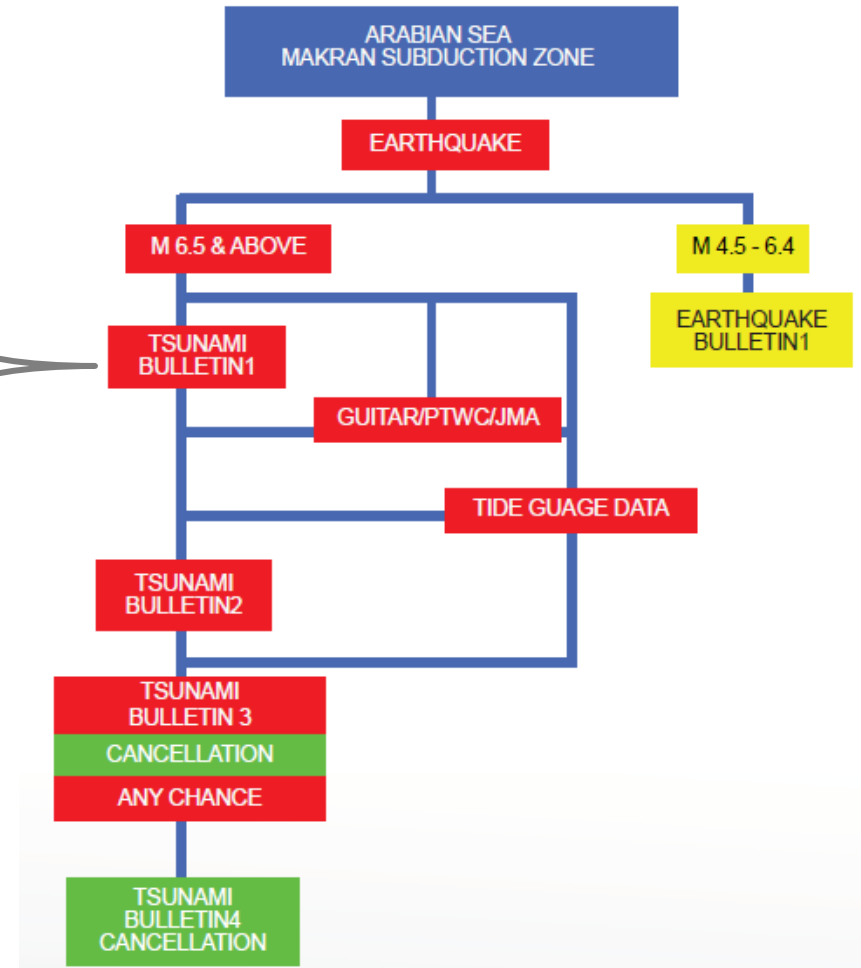 ARABIAN SEA
MAKRAN SUBDUCTION ZONE
EARTHQUAKE
M 6.5 & ABOVE
M 4.5 - 6.4
TSUNAMI
BULLETIN1
EARTHQUAKE
BULLETIN1
GUITAR/PTWC/JMA
TIDE GUAGE DATA
TSUNAMI
BULLETIN2
TSUNAMI
BULLETIN 3
CANCELLATION
ANY CHANCE
TSUNAMI
BULLETIN4
CANCELLATION